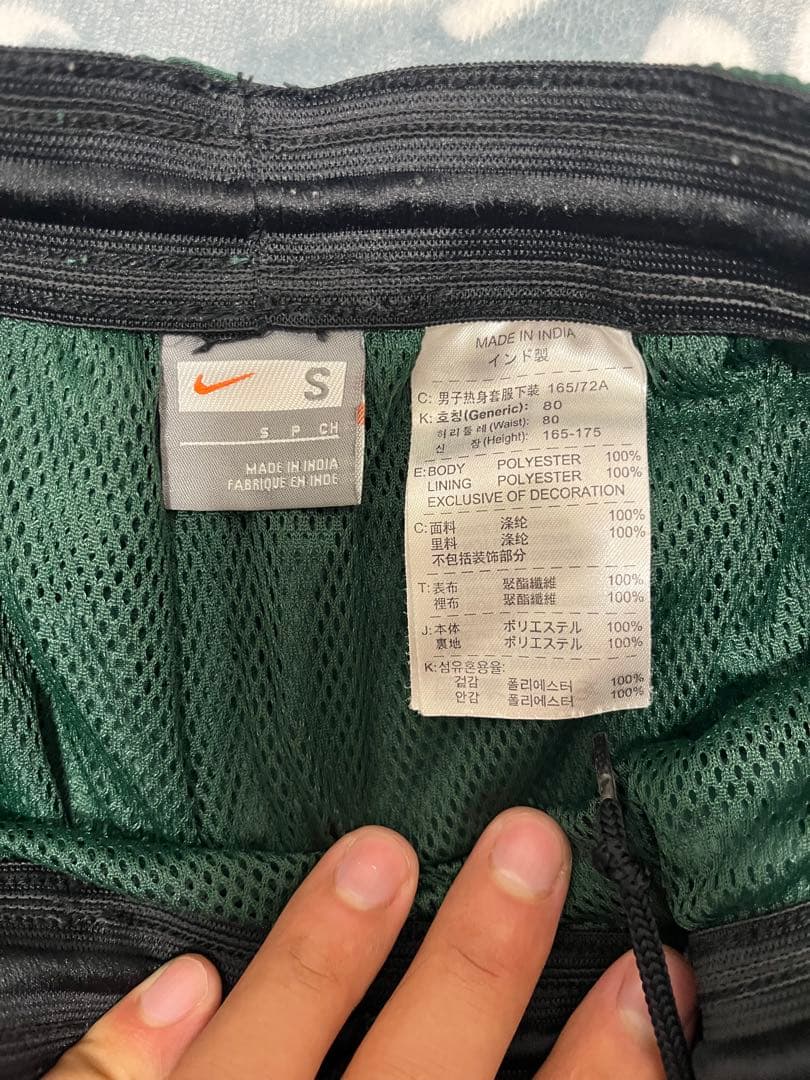 S
S P CH
MADE IN INDIA
FABRIQUE EN INDE
MADE IN INDIA
インド製
C: 男子热身套服下装 165/72A
K: 호칭(Generic): 80
허리둘레(Waist): 80
신 장(Height): 165-175
E: BODY POLYESTER 100%
LINING POLYESTER 100%
EXCLUSIVE OF DECORATION
C: 面料 涤纶 100%
里料 涤纶 100%
不包括装饰部分
T: 表布 聚酯纖維 100%
裡布 聚酯纖維 100%
J: 本体 ポリエステル 100%
裏地 ポリエステル 100%
K: 섬유혼용율:
겉감 폴리에스터 100%
안감 폴리에스터 100%